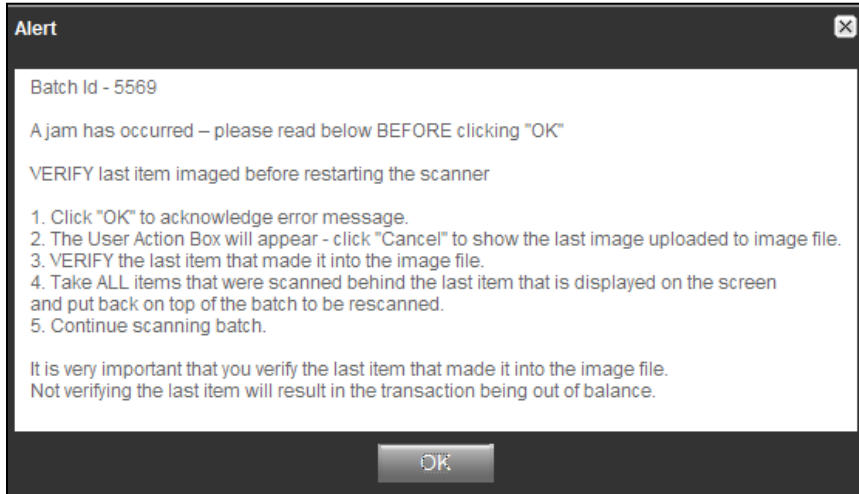 Alert
Batch Id - 5569
A jam has occurred – please read below BEFORE clicking "OK"
VERIFY last item imaged before restarting the scanner
1. Click "OK" to acknowledge error message.
2. The User Action Box will appear - click "Cancel" to show the last image uploaded to image file.
3. VERIFY the last item that made it into the image file.
4. Take ALL items that were scanned behind the last item that is displayed on the screen
and put back on top of the batch to be rescanned.
5. Continue scanning batch.
It is very important that you verify the last item that made it into the image file.
Not verifying the last item will result in the transaction being out of balance.
OK